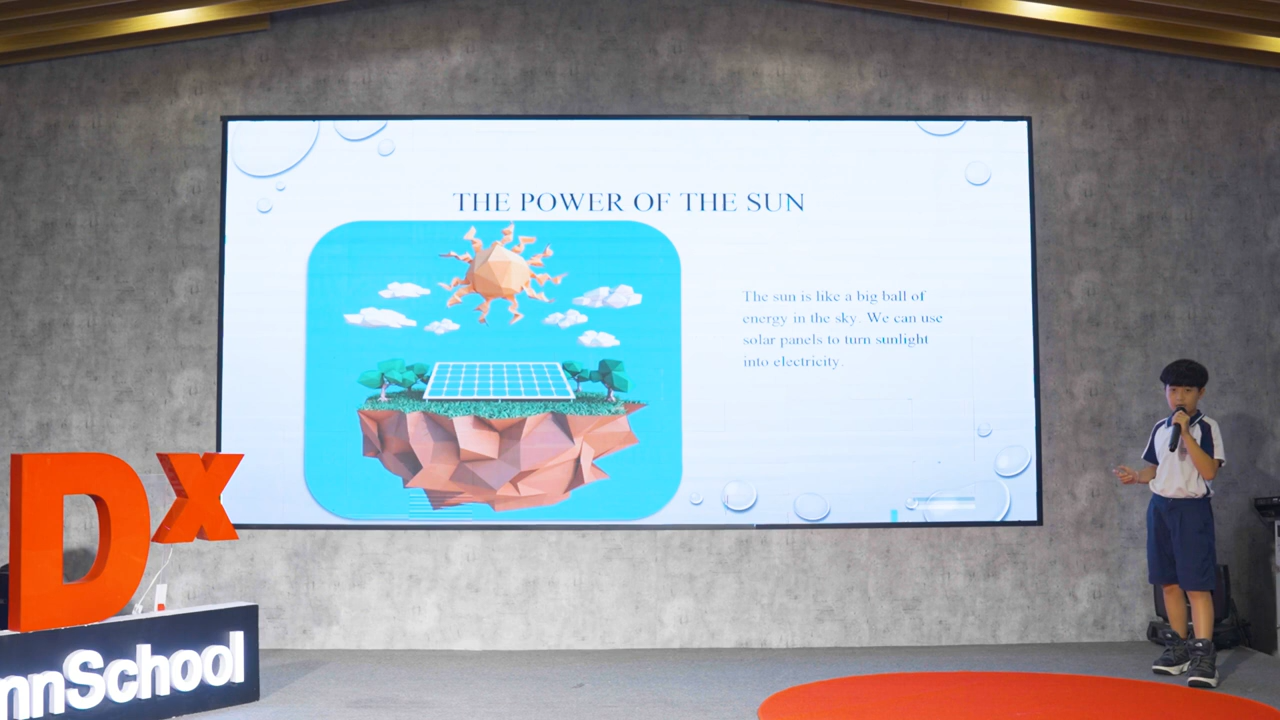 THE POWER OF THE SUN
The sun is like a big ball of
energy in the sky. We can use
solar panels to turn sunlight
into electricity.
Dx
nnSchool